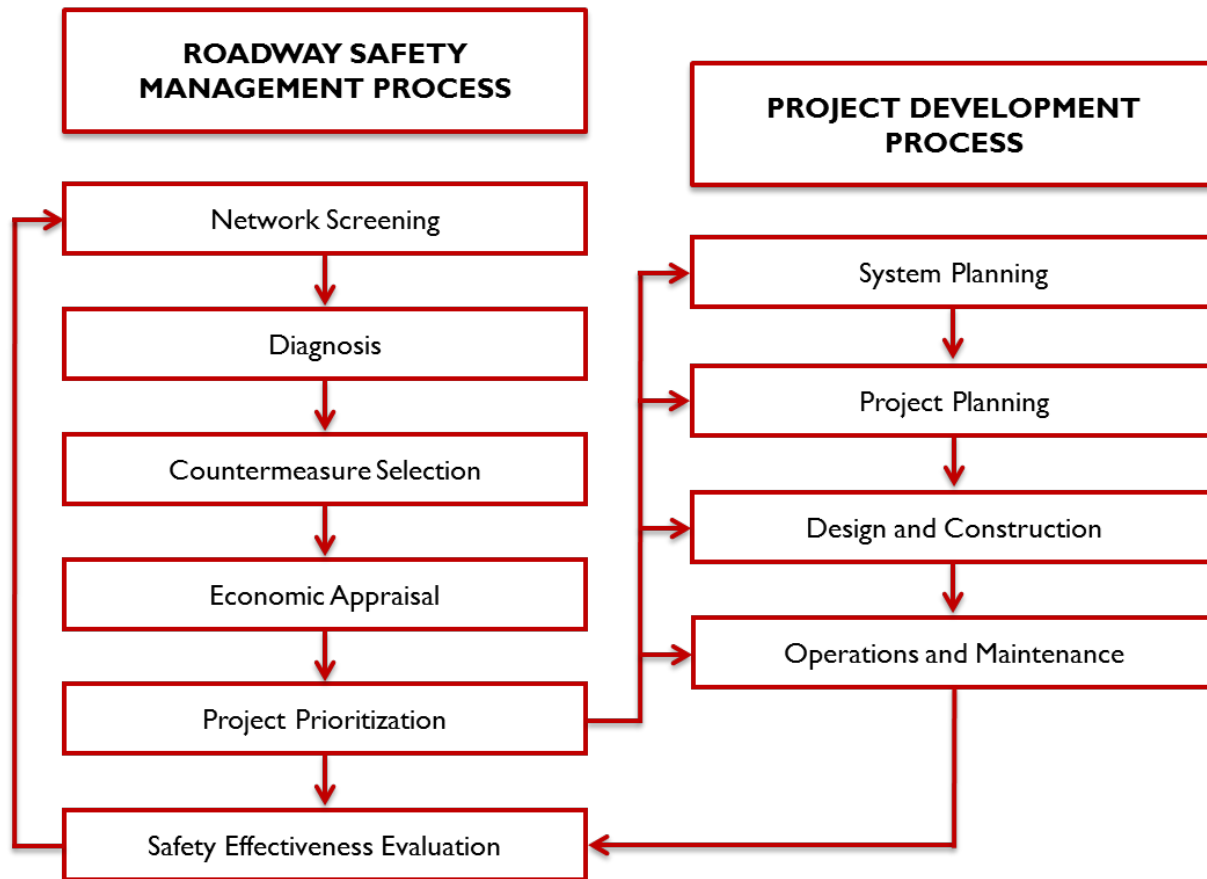 ROADWAY SAFETY
MANAGEMENT PROCESS
Network Screening
Diagnosis
Countermeasure Selection
Economic Appraisal
Project Prioritization
Safety Effectiveness Evaluation
PROJECT DEVELOPMENT
PROCESS
System Planning
Project Planning
Design and Construction
Operations and Maintenance